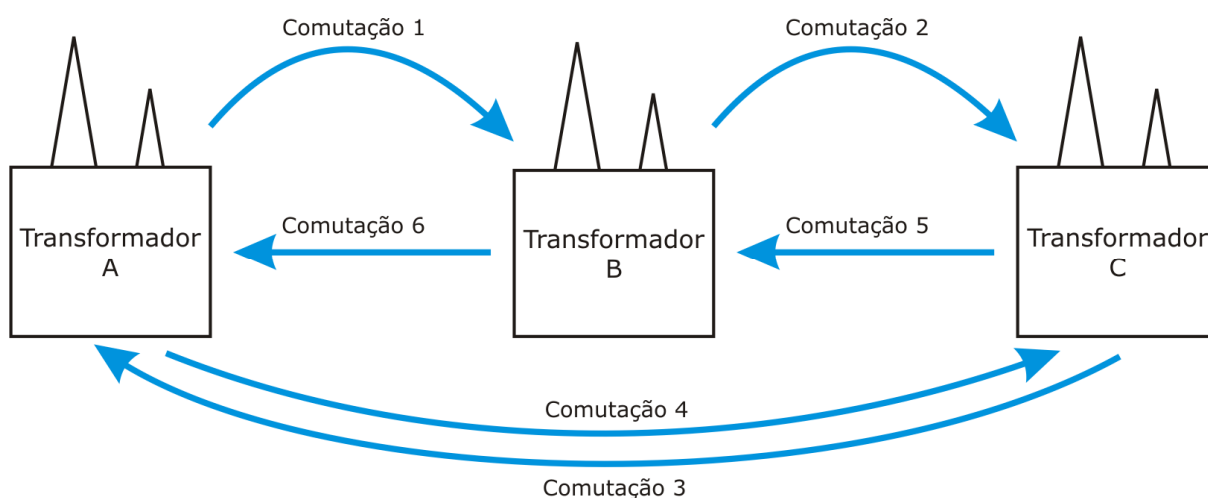 Comutação 1
Comutação 2
Transformador
A
Comutação 6
Transformador
B
Comutação 5
Transformador
C
Comutação 4
Comutação 3